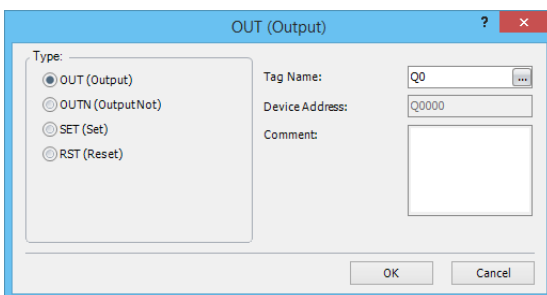 OUT (Output)
?
×
Type:
OUT (Output)
OUTN (OutputNot)
SET (Set)
RST (Reset)
Tag Name:
Q0
...
Device Address:
Q0000
Comment:
OK
Cancel